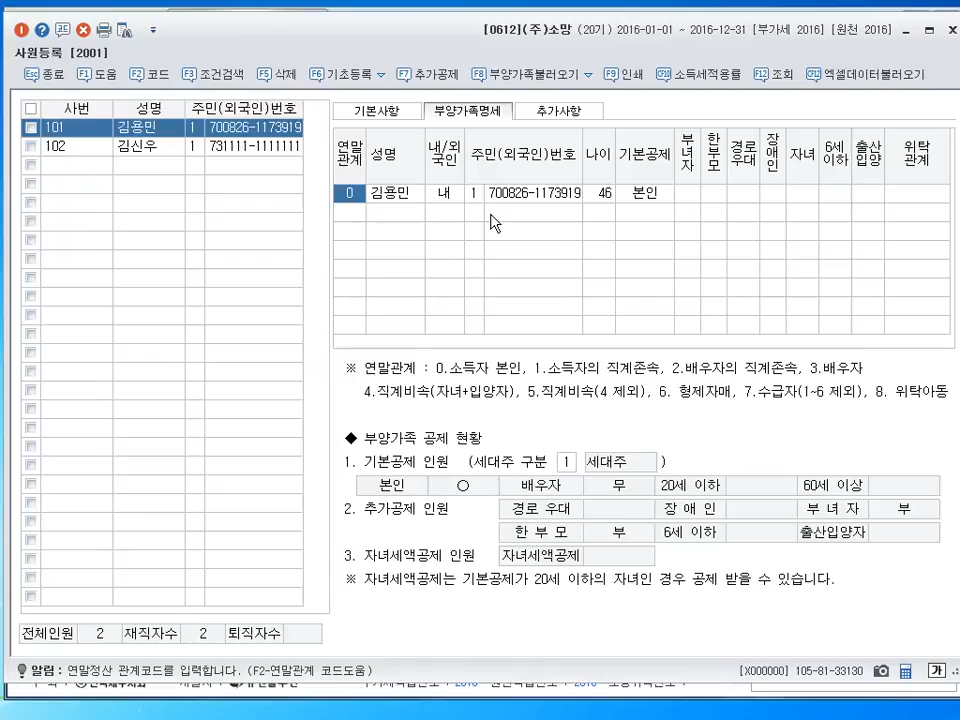 [0612](주)소망 (20기) 2016-01-01 ~ 2016-12-31 [부가세 2016] [원천 2016]
사원등록 [2001]
Esc 종료 F1 도움 F2 코드 F3 조건검색 F5 삭제 F6 기초등록 F7 추가공제 F8 부양가족불러오기 F9 인쇄 CF10 소득세적용률 F12 조회 CF12 엑셀데이터불러오기
사번 성명 주민(외국인)번호
101 김용민 1 700826-1173919
102 김신우 1 731111-1111111
전체인원 2 재직자수 2 퇴직자수
기본사항 부양가족명세 추가사항
연말관계 성명 내/외국인 주민(외국인)번호 나이 기본공제 부녀자 한부모 경로우대 장애인 자녀 6세이하 출산입양 위탁관계
0 김용민 내 1 700826-1173919 46 본인
※ 연말관계 : 0.소득자 본인, 1.소득자의 직계존속, 2.배우자의 직계존속, 3.배우자
4.직계비속(자녀+입양자), 5.직계비속(4 제외), 6. 형제자매, 7.수급자(1~6 제외), 8. 위탁아동
◆ 부양가족 공제 현황
1. 기본공제 인원 (세대주 구분 1 세대주 )
본인 ○ 배우자 무 20세 이하 60세 이상
2. 추가공제 인원 경로 우대 장 애 인 부 녀 자 부
한 부 모 부 6세 이하 출산입양자
3. 자녀세액공제 인원 자녀세액공제
※ 자녀세액공제는 기본공제가 20세 이하의 자녀인 경우 공제 받을 수 있습니다.
알림 : 연말정산 관계코드를 입력합니다. (F2-연말관계 코드도움)
[X000000] 105-81-33130 가